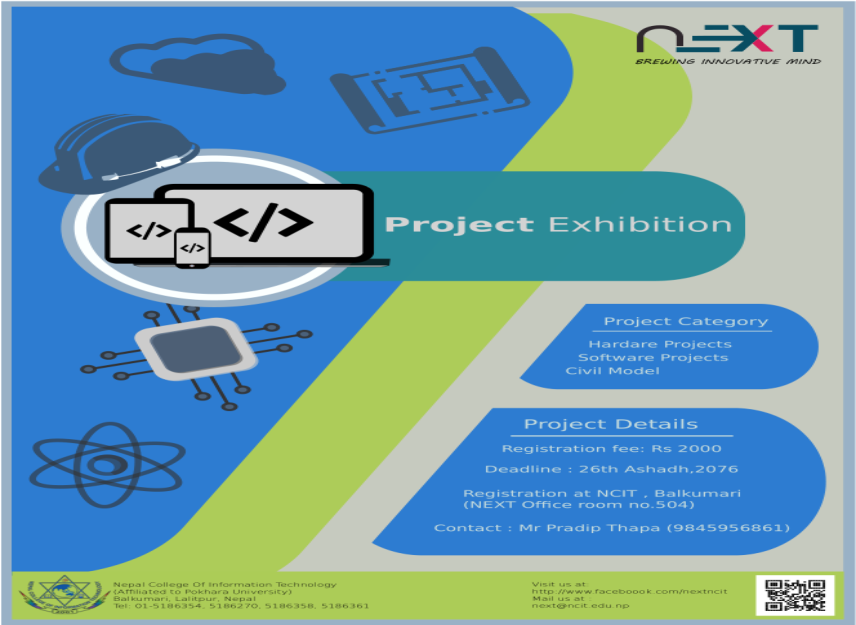 NEXT
BREWING INNOVATIVE MIND
</>
</>
</>
Project Exhibition
Project Category
Hardare Projects
Software Projects
Civil Model
Project Details
Registration fee: Rs 2000
Deadline : 26th Ashadh,2076
Registration at NCIT , Balkumari
(NEXT Office room no.504)
Contact : Mr Pradip Thapa (9845956861)
Nepal College Of Information Technology
(Affiliated to Pokhara University)
Balkumari, Lalitpur, Nepal
Tel: 01-5186354, 5186270, 5186358, 5186361
Visit us at:
http://www.faceboook.com/nextncit
Mail us at
next@ncit.edu.np